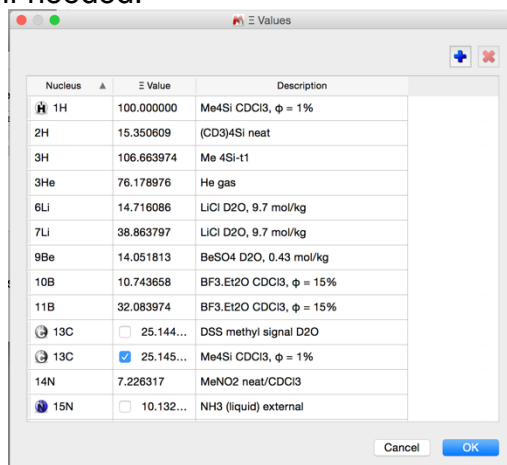 Ξ Values
Nucleus Ξ Value Description
H 1H 100.000000 Me4Si CDCl3, φ = 1%
2H 15.350609 (CD3)4Si neat
3H 106.663974 Me 4Si-t1
3He 76.178976 He gas
6Li 14.716086 LiCl D2O, 9.7 mol/kg
7Li 38.863797 LiCl D2O, 9.7 mol/kg
9Be 14.051813 BeSO4 D2O, 0.43 mol/kg
10B 10.743658 BF3.Et2O CDCl3, φ = 15%
11B 32.083974 BF3.Et2O CDCl3, φ = 15%
C 13C 25.144... DSS methyl signal D2O
C 13C 25.145... Me4Si CDCl3, φ = 1%
14N 7.226317 MeNO2 neat/CDCl3
N 15N 10.132... NH3 (liquid) external
Cancel OK